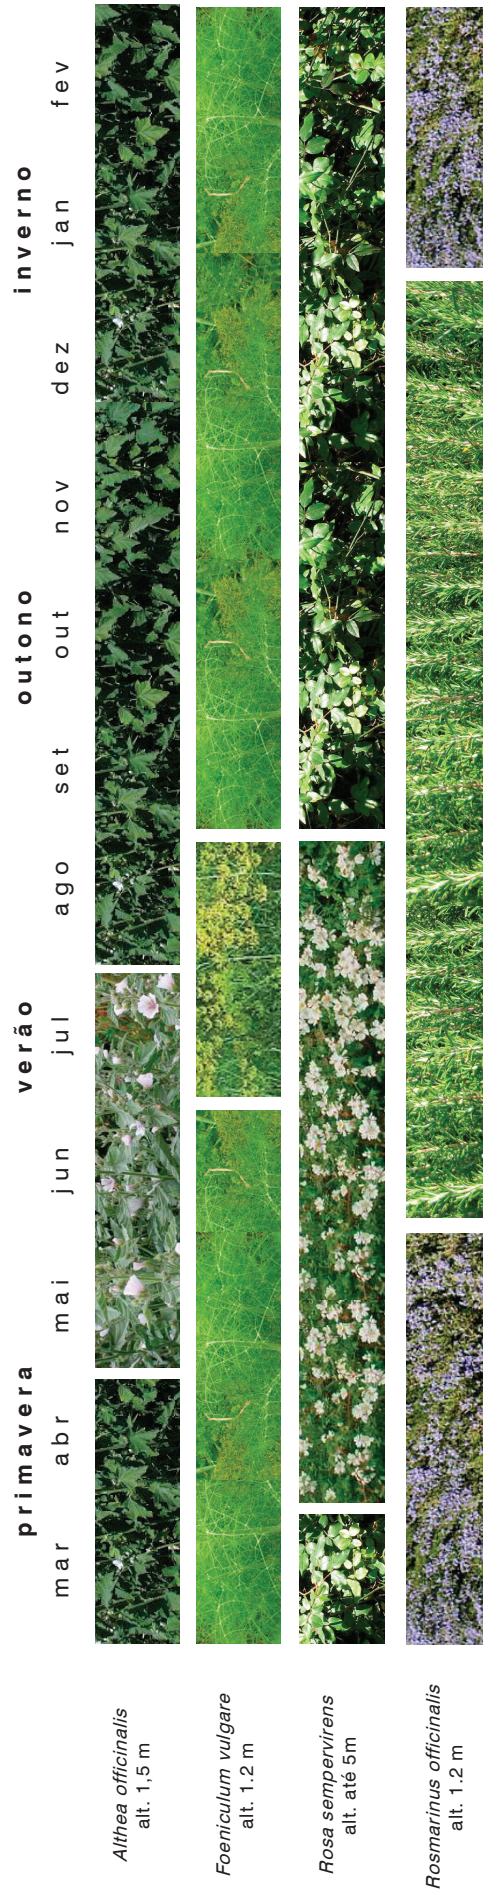 primavera verão outono inverno
mar abr mai jun jul ago set out nov dez jan fev
Althea officinalis
alt. 1,5 m
Foeniculum vulgare
alt. 1.2 m
Rosa sempervirens
alt. até 5m
Rosmarinus officinalis
alt. 1.2 m